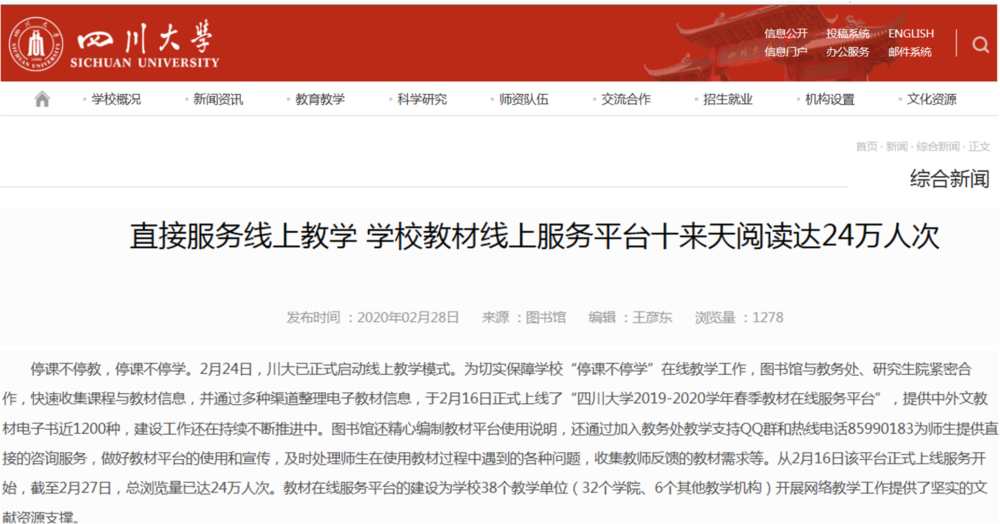 四川大学
SICHUAN UNIVERSITY
信息公开 投稿系统 ENGLISH
信息门户 办公服务 邮件系统
学校概况 新闻资讯 教育教学 科学研究 师资队伍 交流合作 招生就业 机构设置 文化资源
首页 · 新闻 · 综合新闻 · 正文
综合新闻
直接服务线上教学 学校教材线上服务平台十来天阅读达24万人次
发布时间 ：2020年02月28日 来源 ：图书馆 编辑 ：王彦东 浏览量 ：1278
停课不停教，停课不停学。2月24日，川大已正式启动线上教学模式。为切实保障学校“停课不停学”在线教学工作，图书馆与教务处、研究生院紧密合
作，快速收集课程与教材信息，并通过多种渠道整理电子教材信息，于2月16日正式上线了“四川大学2019-2020学年春季教材在线服务平台”，提供中外文教
材电子书近1200种，建设工作还在持续不断推进中。图书馆还精心编制教材平台使用说明，还通过加入教务处教学支持QQ群和热线电话85990183为师生提供直
接的咨询服务，做好教材平台的使用和宣传，及时处理师生在使用教材过程中遇到的各种问题，收集教师反馈的教材需求等。从2月16日该平台正式上线服务开
始，截至2月27日，总浏览量已达24万人次。教材在线服务平台的建设为学校38个教学单位（32个学院、6个其他教学机构）开展网络教学工作提供了坚实的文
献资源支撑。